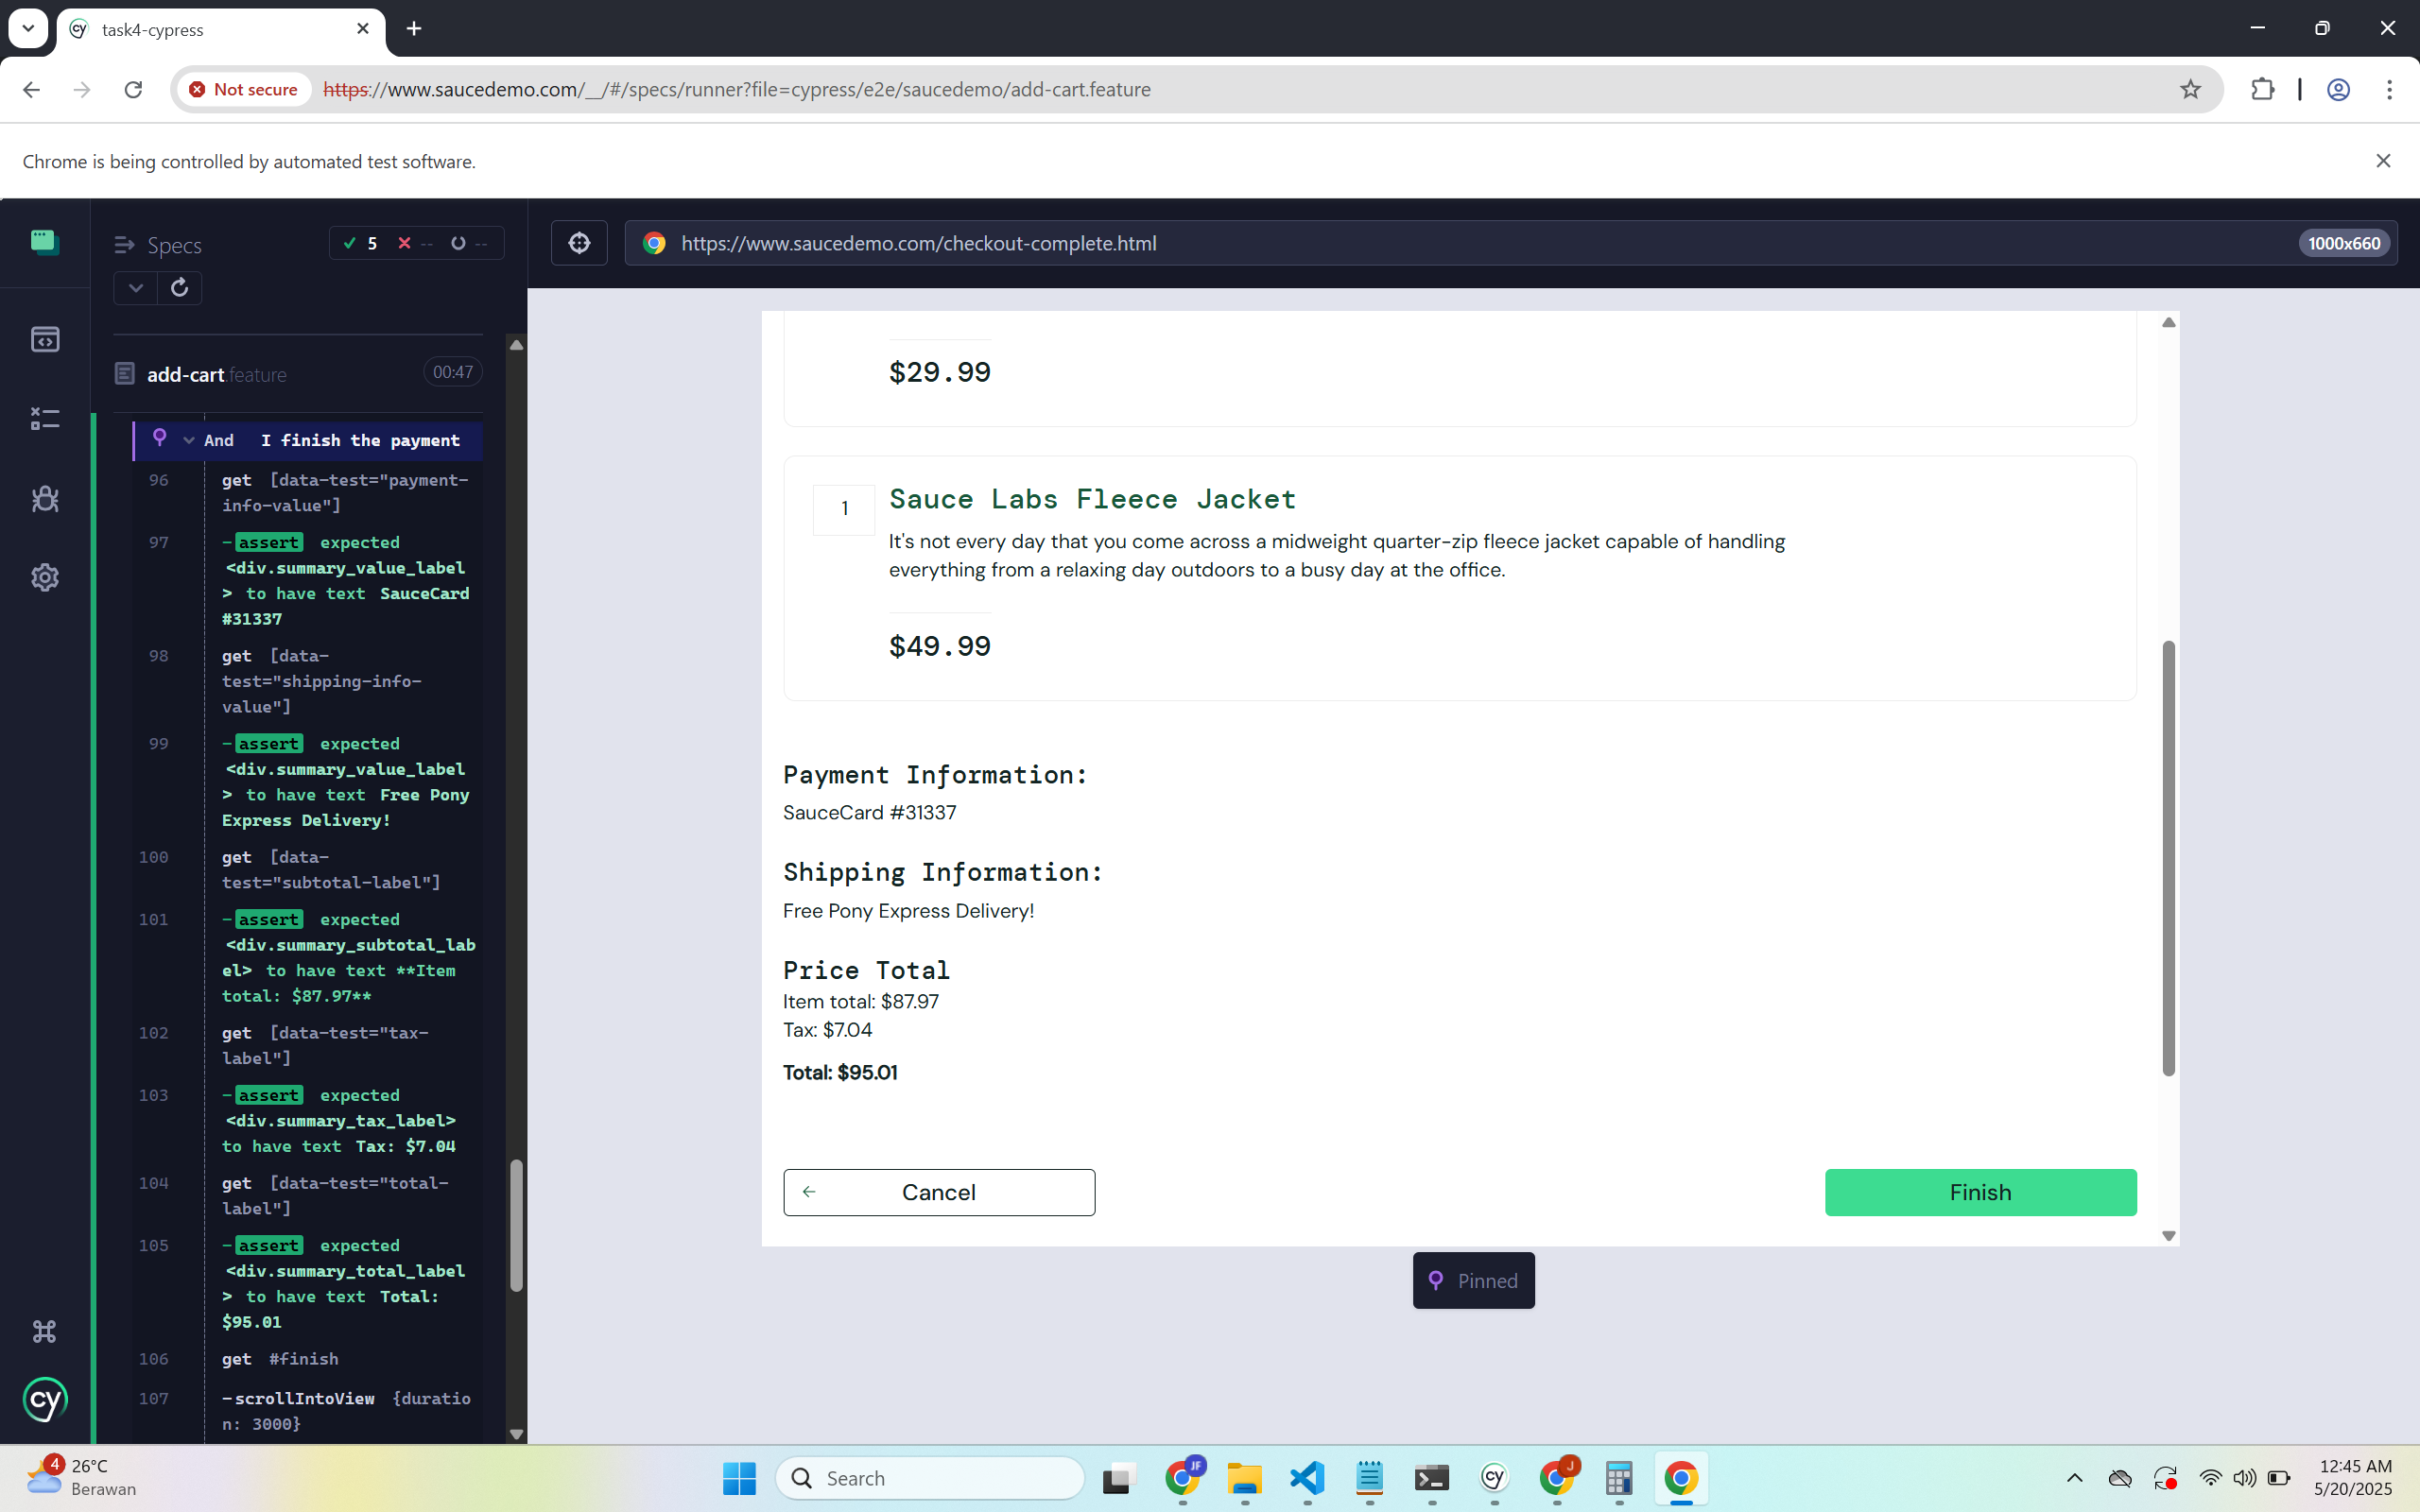 task4-cypress
Not secure https://www.saucedemo.com/__/#/specs/runner?file=cypress/e2e/saucedemo/add-cart.feature
Chrome is being controlled by automated test software.
Specs 5 -- --
https://www.saucedemo.com/checkout-complete.html 1000x660
add-cart.feature 00:47
And I finish the payment
96 get [data-test="payment-
info-value"]
97 -assert expected
<div.summary_value_label
> to have text SauceCard
#31337
98 get [data-
test="shipping-info-
value"]
99 -assert expected
<div.summary_value_label
> to have text Free Pony
Express Delivery!
100 get [data-
test="subtotal-label"]
101 -assert expected
<div.summary_subtotal_lab
el> to have text **Item
total: $87.97**
102 get [data-test="tax-
label"]
103 -assert expected
<div.summary_tax_label>
to have text Tax: $7.04
104 get [data-test="total-
label"]
105 -assert expected
<div.summary_total_label
> to have text Total:
$95.01
106 get #finish
107 -scrollIntoView {duratio
n: 3000}
cy
$29.99
1 Sauce Labs Fleece Jacket
It's not every day that you come across a midweight quarter-zip fleece jacket capable of handling
everything from a relaxing day outdoors to a busy day at the office.
$49.99
Payment Information:
SauceCard #31337
Shipping Information:
Free Pony Express Delivery!
Price Total
Item total: $87.97
Tax: $7.04
Total: $95.01
Cancel Finish
Pinned
4 26°C
Berawan
Search
JF
cy
J
12:45 AM
5/20/2025